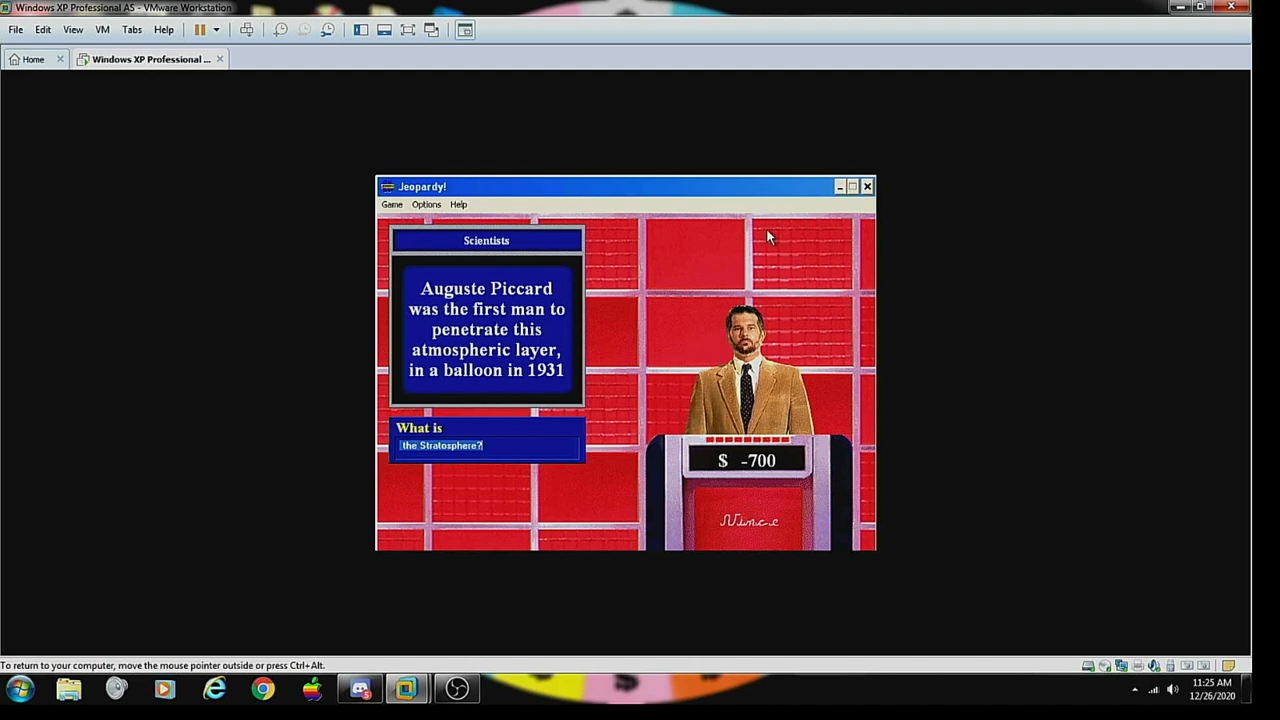 Windows XP Professional AS - VMware Workstation
File Edit View VM Tabs Help
Home
Windows XP Professional ...
Jeopardy!
Game Options Help
Scientists
Auguste Piccard
was the first man to
penetrate this
atmospheric layer,
in a balloon in 1931
What is
the Stratosphere?
$ -700
Vince
To return to your computer, move the mouse pointer outside or press Ctrl+Alt.
5
11:25 AM
12/26/2020